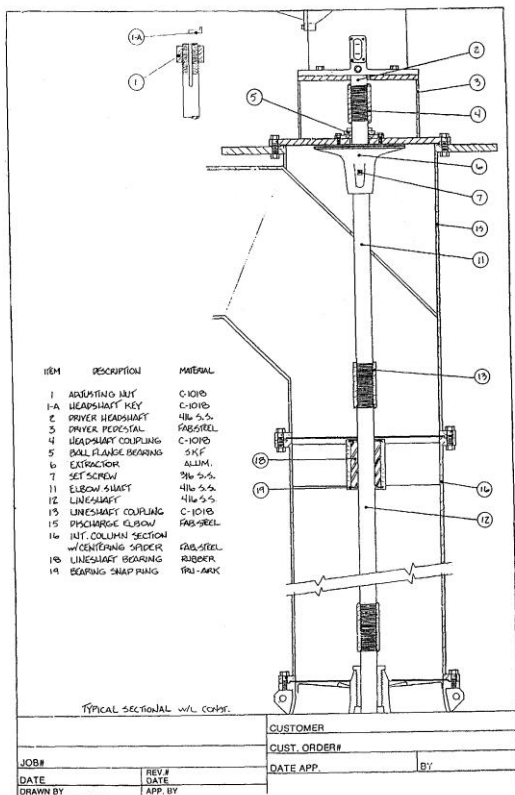 1-A
1
2
3
4
5
6
7
15
11
13
18
19
16
12
ITEM DESCRIPTION MATERIAL
1 ADJUSTING NUT C-1018
1-A HEADSHAFT KEY C-1018
2 DRIVER HEADSHAFT 416 S.S.
3 DRIVER PEDESTAL FAB.STEEL
4 HEADSHAFT COUPLING C-1018
5 BALL FLANGE BEARING SKF
6 EXTRACTOR ALUM.
7 SET SCREW 316 S.S.
11 ELBOW SHAFT 416 S.S.
12 LINESHAFT 416 S.S.
13 LINESHAFT COUPLING C-1018
15 DISCHARGE ELBOW FAB.STEEL
16 INT. COLUMN SECTION
W/CENTERING SPIDER FAB.STEEL
18 LINESHAFT BEARING RUBBER
19 BEARING SNAP RING TRU-ARK
TYPICAL SECTIONAL W/L CONST.
CUSTOMER
CUST. ORDER#
JOB#
DATE APP. BY
DATE REV.# DATE
DRAWN BY APP. BY